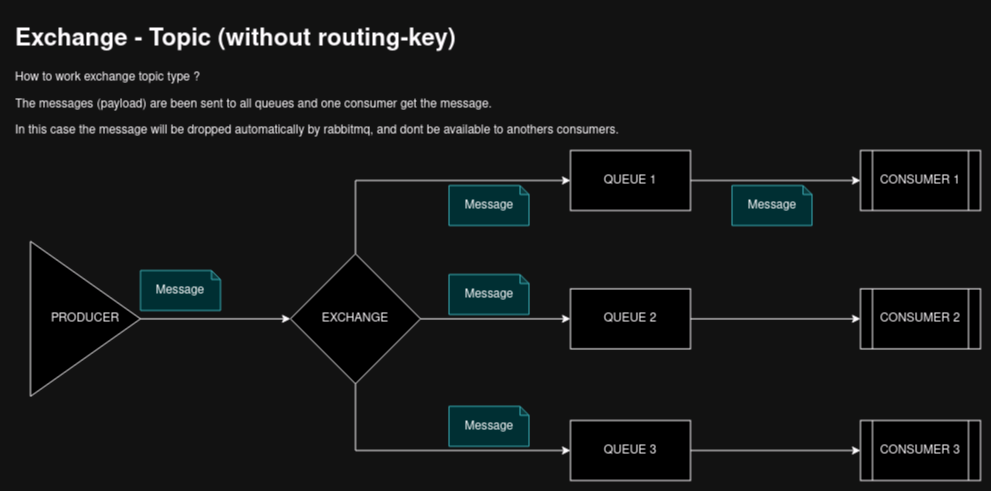 Exchange - Topic (without routing-key)
How to work exchange topic type ?
The messages (payload) are been sent to all queues and one consumer get the message.
In this case the message will be dropped automatically by rabbitmq, and dont be available to anothers consumers.
QUEUE 1
CONSUMER 1
Message
Message
Message
Message
PRODUCER
EXCHANGE
QUEUE 2
CONSUMER 2
Message
QUEUE 3
CONSUMER 3